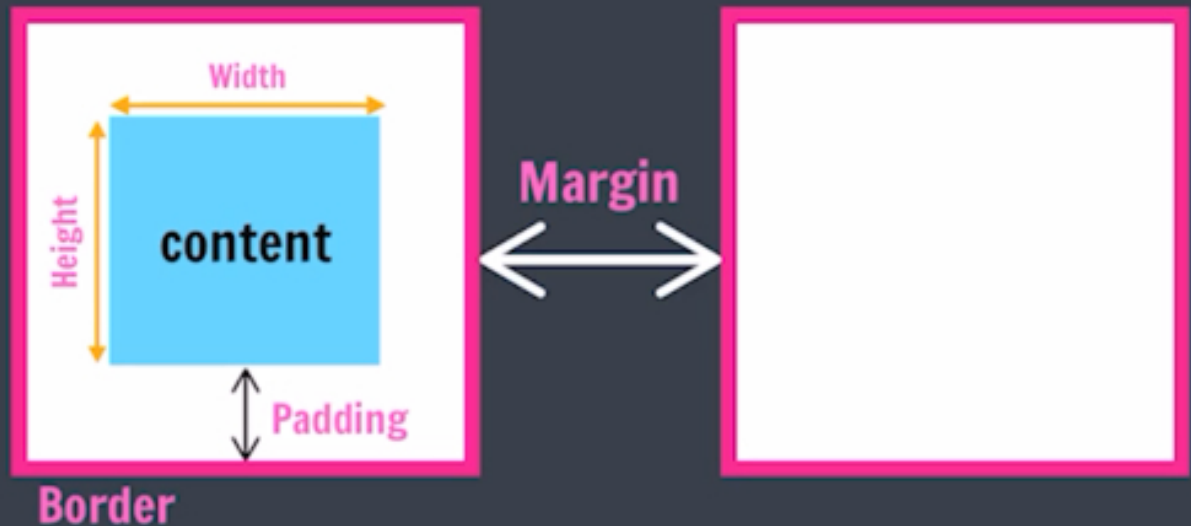 Width
Height
content
Margin
Padding
Border